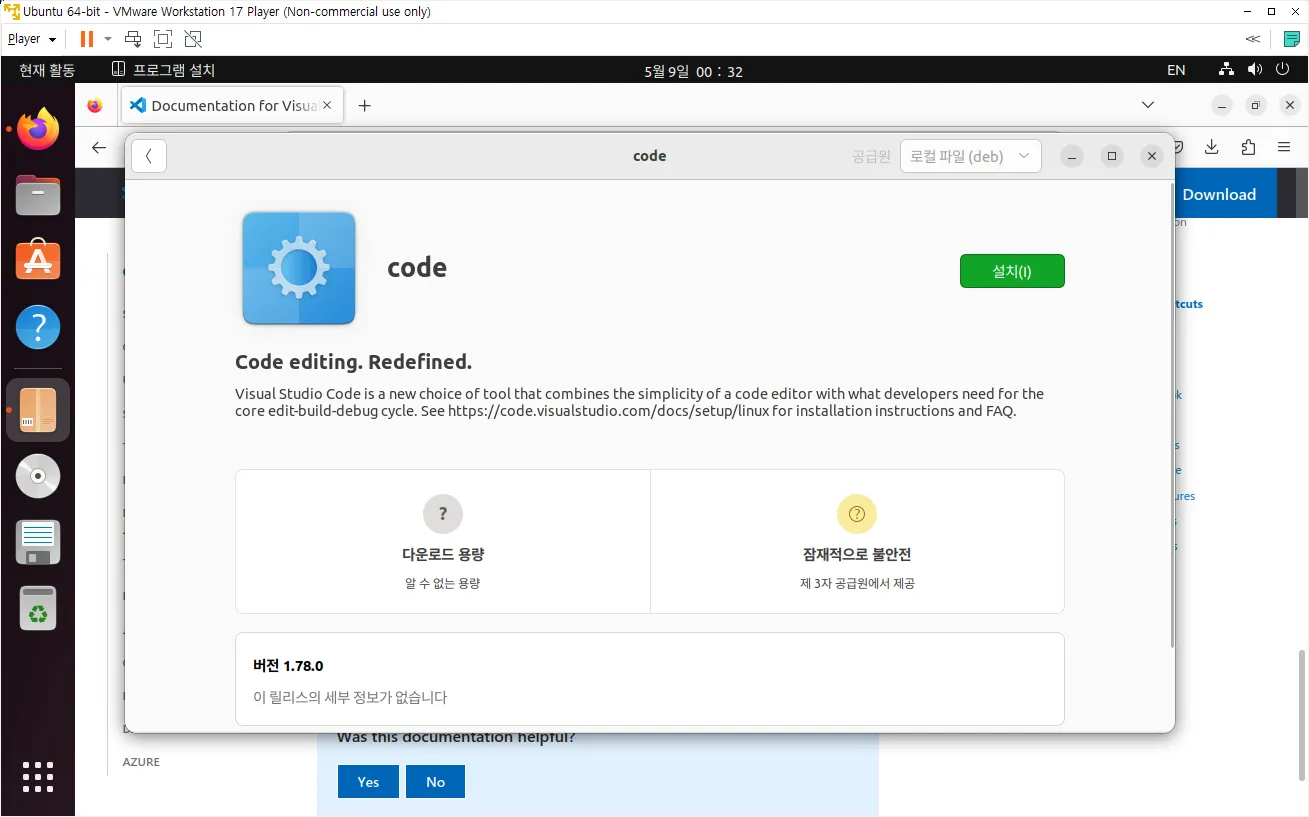 Ubuntu 64-bit - VMware Workstation 17 Player (Non-commercial use only)
Player
현재 활동
프로그램 설치
5월 9일 00 : 32
EN
Documentation for Visua
code
공급원
로컬 파일 (deb)
Download
code
설치(I)
tcuts
Code editing. Redefined.
Visual Studio Code is a new choice of tool that combines the simplicity of a code editor with what developers need for the
core edit-build-debug cycle. See https://code.visualstudio.com/docs/setup/linux for installation instructions and FAQ.
ures
?
?
다운로드 용량
잠재적으로 불안전
알 수 없는 용량
제 3자 공급원에서 제공
버전 1.78.0
이 릴리스의 세부 정보가 없습니다
Was this documentation helpful?
AZURE
Yes
No